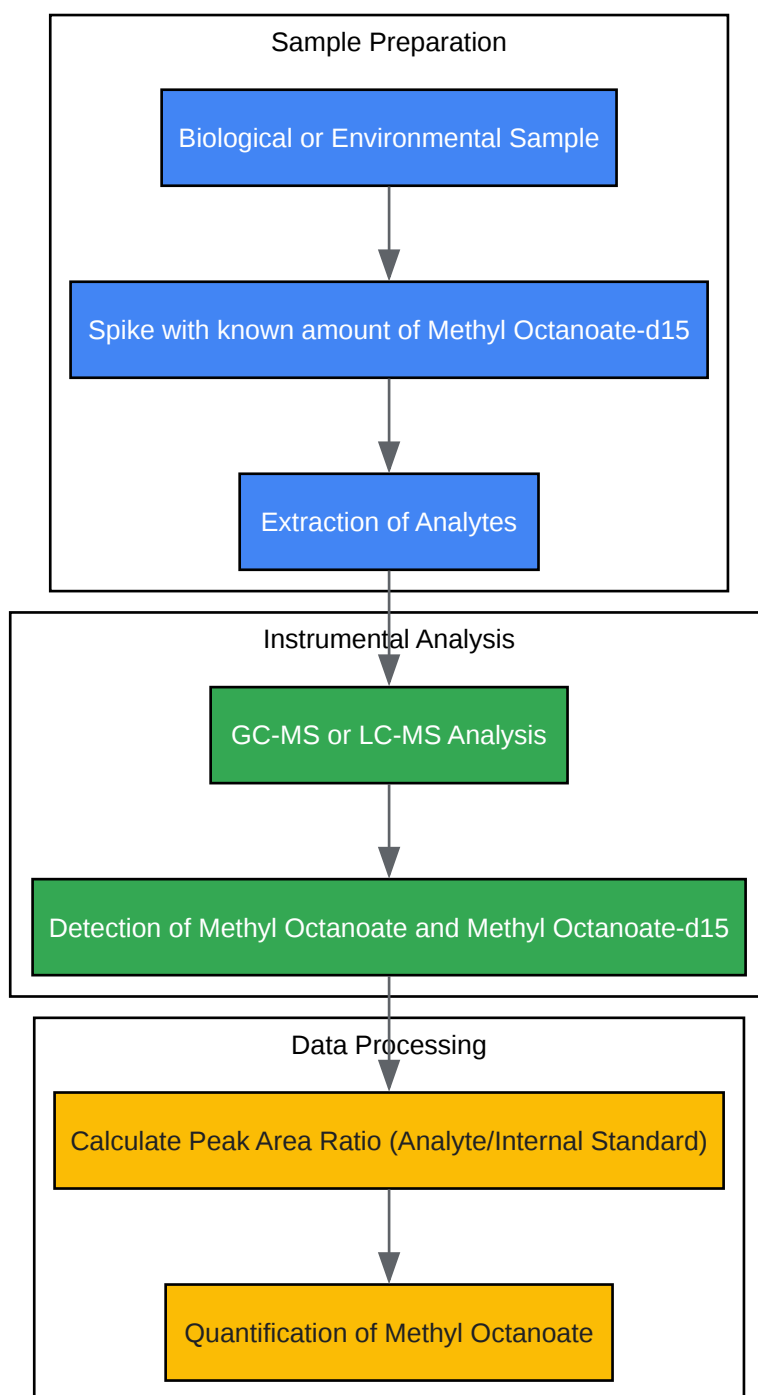 Sample Preparation
Biological or Environmental Sample
Spike with known amount of Methyl Octanoate-d15
Extraction of Analytes
Instrumental Analysis
GC-MS or LC-MS Analysis
Detection of Methyl Octanoate and Methyl Octanoate-d15
Data Processing
Calculate Peak Area Ratio (Analyte/Internal Standard)
Quantification of Methyl Octanoate